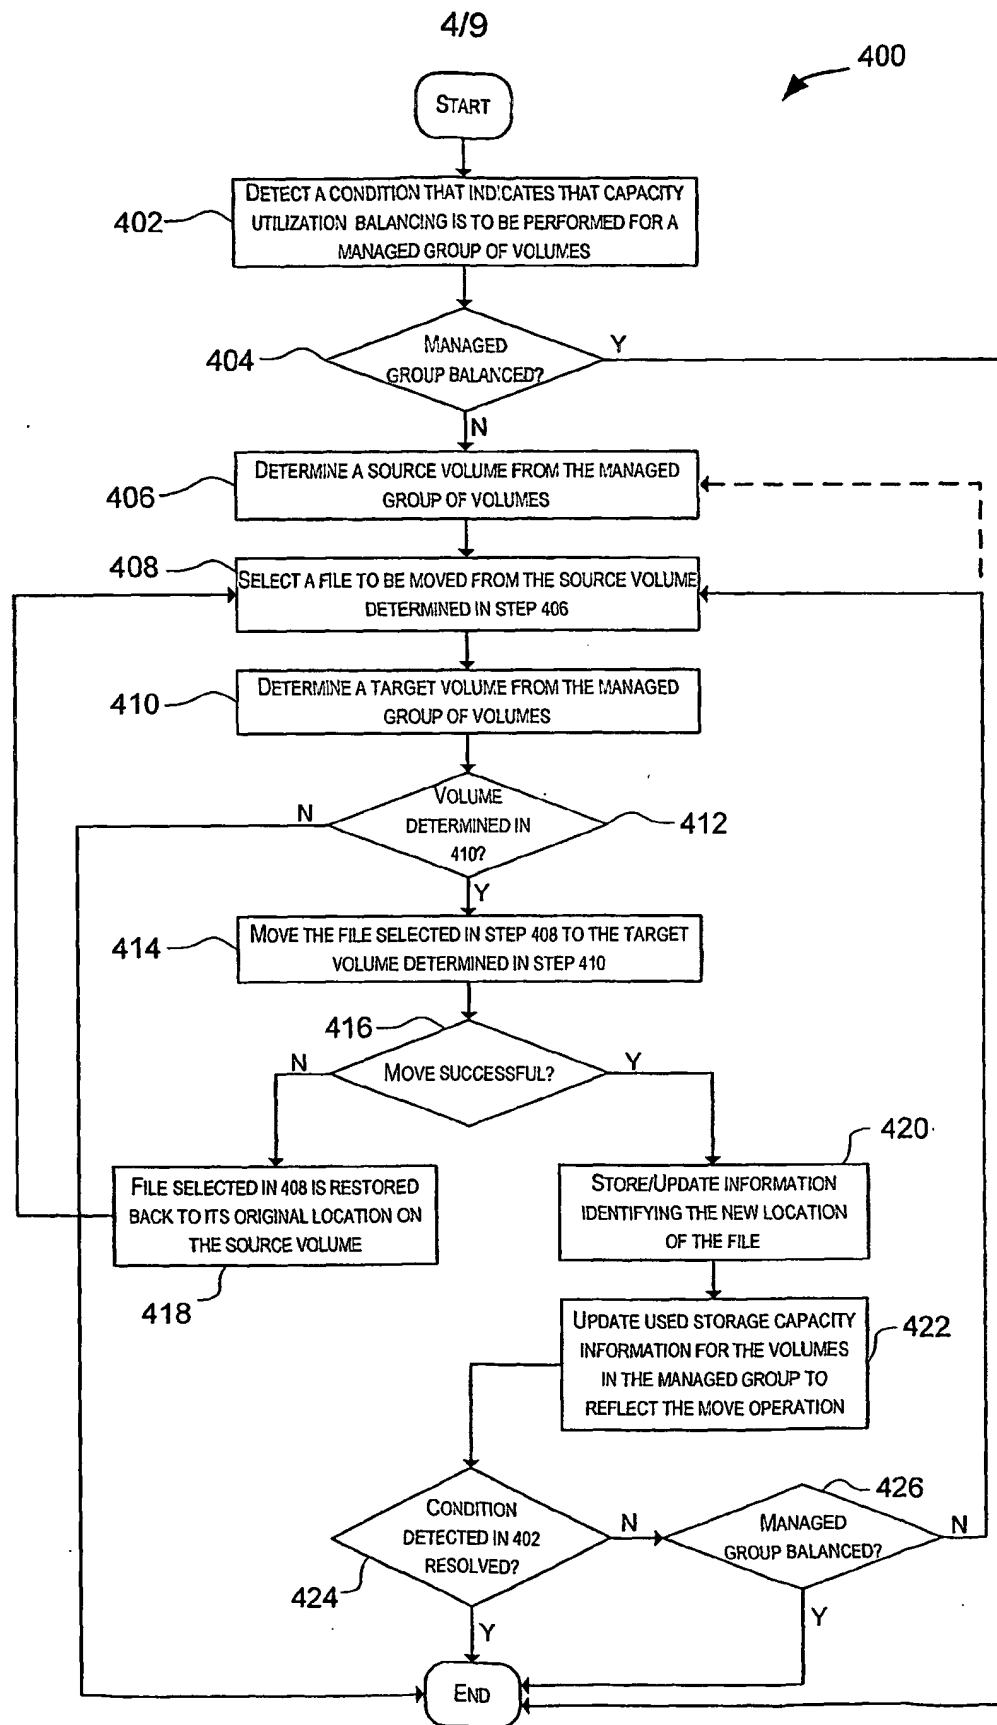 4/9
400
START
DETECT A CONDITION THAT INDICATES THAT CAPACITY
UTILIZATION BALANCING IS TO BE PERFORMED FOR A
MANAGED GROUP OF VOLUMES
402
MANAGED
GROUP BALANCED?
404
Y
N
DETERMINE A SOURCE VOLUME FROM THE MANAGED
GROUP OF VOLUMES
406
408
SELECT A FILE TO BE MOVED FROM THE SOURCE VOLUME
DETERMINED IN STEP 406
DETERMINE A TARGET VOLUME FROM THE MANAGED
GROUP OF VOLUMES
410
N
VOLUME
DETERMINED IN
410?
412
Y
MOVE THE FILE SELECTED IN STEP 408 TO THE TARGET
VOLUME DETERMINED IN STEP 410
414
416
N
MOVE SUCCESSFUL?
Y
420
FILE SELECTED IN 408 IS RESTORED
BACK TO ITS ORIGINAL LOCATION ON
THE SOURCE VOLUME
418
STORE/UPDATE INFORMATION
IDENTIFYING THE NEW LOCATION
OF THE FILE
UPDATE USED STORAGE CAPACITY
INFORMATION FOR THE VOLUMES
IN THE MANAGED GROUP TO
REFLECT THE MOVE OPERATION
422
CONDITION
DETECTED IN 402
RESOLVED?
424
N
426
MANAGED
GROUP BALANCED?
N
Y
Y
END